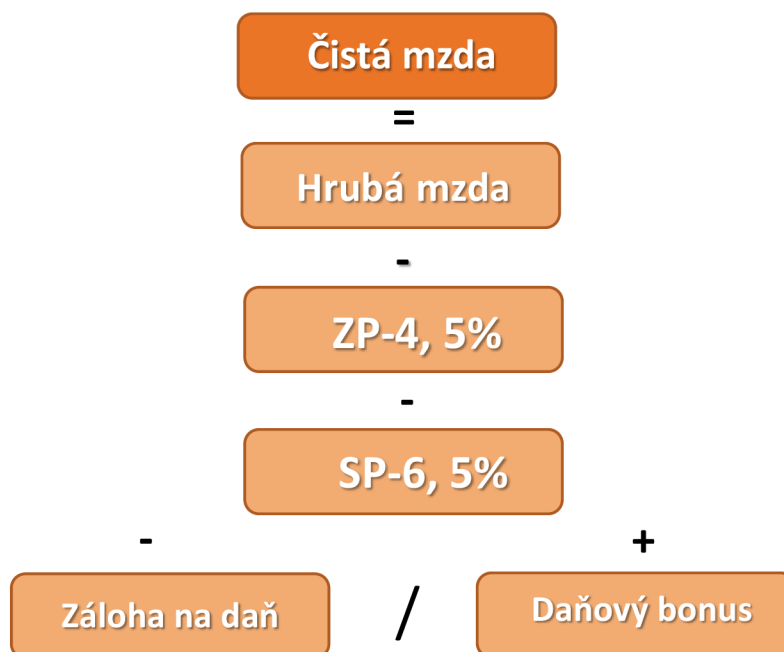 Čistá mzda
=
Hrubá mzda
-
ZP-4, 5%
-
SP-6, 5%
- +
Záloha na daň / Daňový bonus